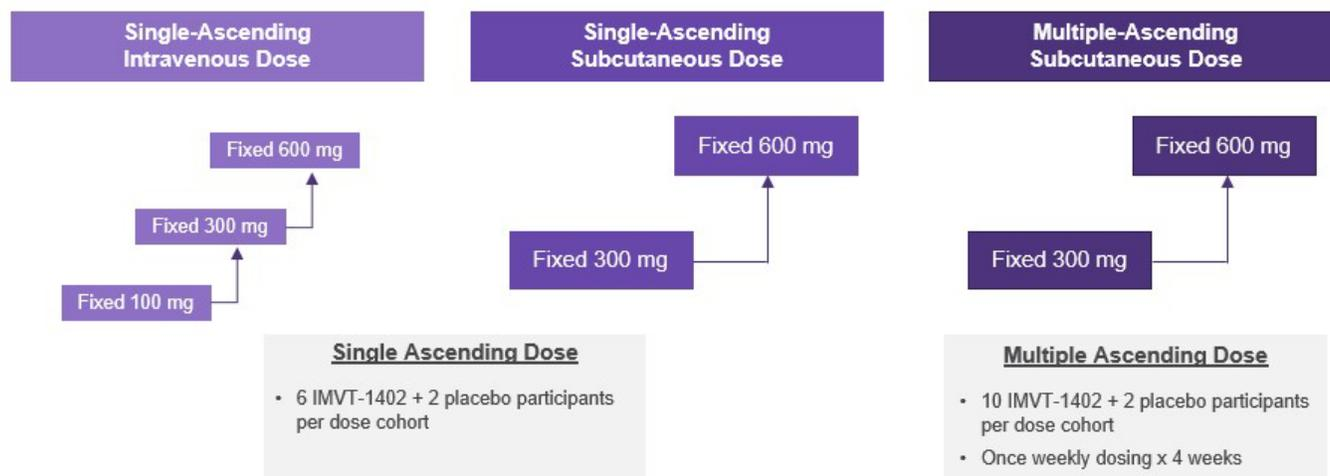 Single-Ascending
Intravenous Dose
Fixed 600 mg
Fixed 300 mg
Fixed 100 mg
Single-Ascending
Subcutaneous Dose
Fixed 600 mg
Fixed 300 mg
Single Ascending Dose
• 6 IMVT-1402 + 2 placebo participants
per dose cohort
Multiple-Ascending
Subcutaneous Dose
Fixed 600 mg
Fixed 300 mg
Multiple Ascending Dose
• 10 IMVT-1402 + 2 placebo participants
per dose cohort
• Once weekly dosing x 4 weeks